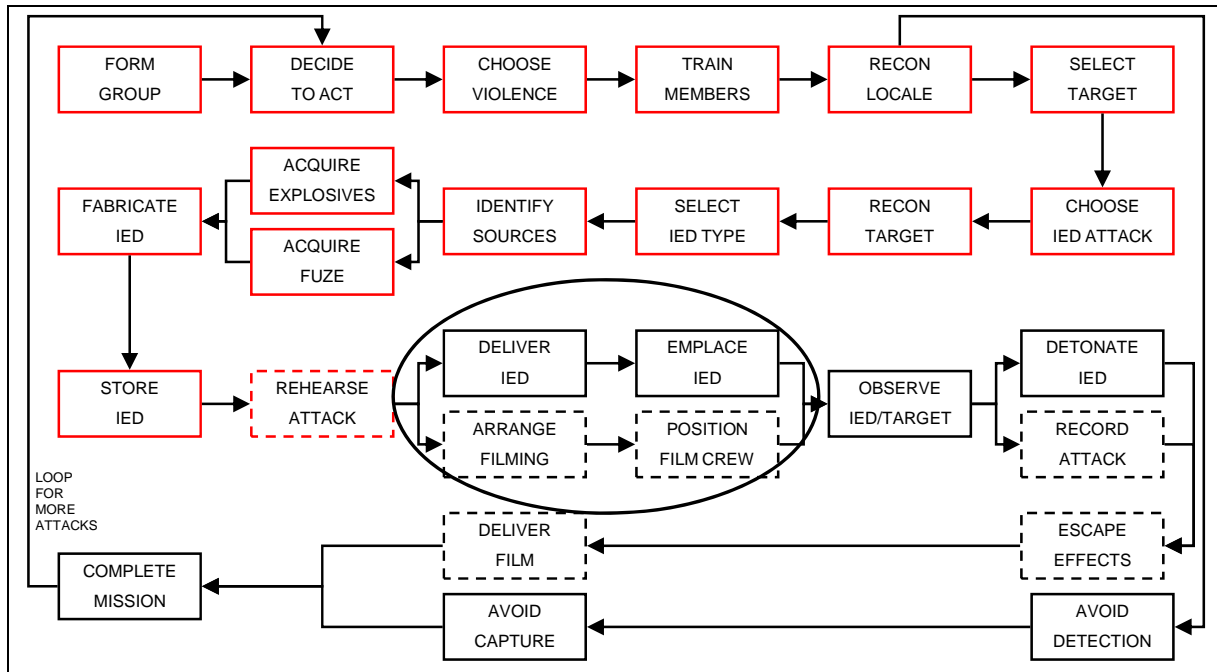 FORM
GROUP
DECIDE
TO ACT
CHOOSE
VIOLENCE
TRAIN
MEMBERS
RECON
LOCALE
SELECT
TARGET
FABRICATE
IED
ACQUIRE
EXPLOSIVES
ACQUIRE
FUZE
IDENTIFY
SOURCES
SELECT
IED TYPE
RECON
TARGET
CHOOSE
IED ATTACK
STORE
IED
REHEARSE
ATTACK
DELIVER
IED
EMPLACE
IED
ARRANGE
FILMING
POSITION
FILM CREW
OBSERVE
IED/TARGET
DETONATE
IED
RECORD
ATTACK
LOOP
FOR
MORE
ATTACKS
COMPLETE
MISSION
DELIVER
FILM
ESCAPE
EFFECTS
AVOID
CAPTURE
AVOID
DETECTION